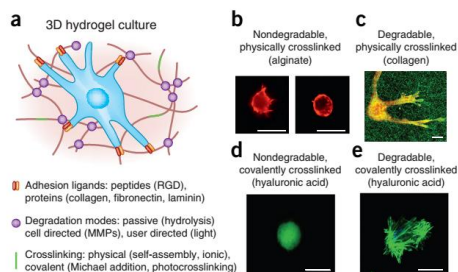 a
3D hydrogel culture
Adhesion ligands: peptides (RGD),
proteins (collagen, fibronectin, laminin)
Degradation modes: passive (hydrolysis)
cell directed (MMPs), user directed (light)
Crosslinking: physical (self-assembly, ionic),
covalent (Michael addition, photocrosslinking)
b
Nondegradable,
physically crosslinked
(alginate)
c
Degradable,
physically crosslinked
(collagen)
d
Nondegradable,
covalently crosslinked
(hyaluronic acid)
e
Degradable,
covalently crosslinked
(hyaluronic acid)